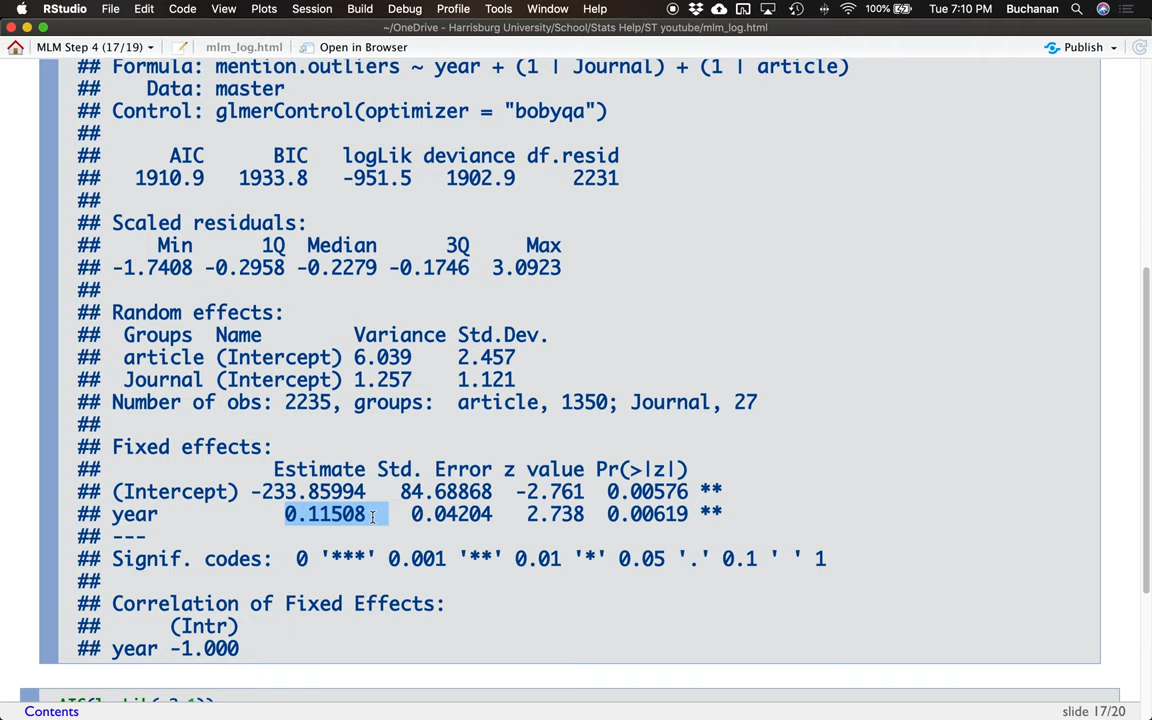 RStudio File Edit Code View Plots Session Build Debug Profile Tools Window Help 100% Tue 7:10 PM Buchanan
~/OneDrive - Harrisburg University/School/Stats Help/ST youtube/mlm_log.html
MLM Step 4 (17/19) mlm_log.html Open in Browser Publish
## Formula: mention.outliers ~ year + (1 | Journal) + (1 | article)
## Data: master
## Control: glmerControl(optimizer = "bobyqa")
##
## AIC BIC logLik deviance df.resid
## 1910.9 1933.8 -951.5 1902.9 2231
##
## Scaled residuals:
## Min 1Q Median 3Q Max
## -1.7408 -0.2958 -0.2279 -0.1746 3.0923
##
## Random effects:
## Groups Name Variance Std.Dev.
## article (Intercept) 6.039 2.457
## Journal (Intercept) 1.257 1.121
## Number of obs: 2235, groups: article, 1350; Journal, 27
##
## Fixed effects:
## Estimate Std. Error z value Pr(>|z|)
## (Intercept) -233.85994 84.68868 -2.761 0.00576 **
## year 0.11508 0.04204 2.738 0.00619 **
## ---
## Signif. codes: 0 '***' 0.001 '**' 0.01 '*' 0.05 '.' 0.1 ' ' 1
##
## Correlation of Fixed Effects:
## (Intr)
## year -1.000
Contents slide 17/20